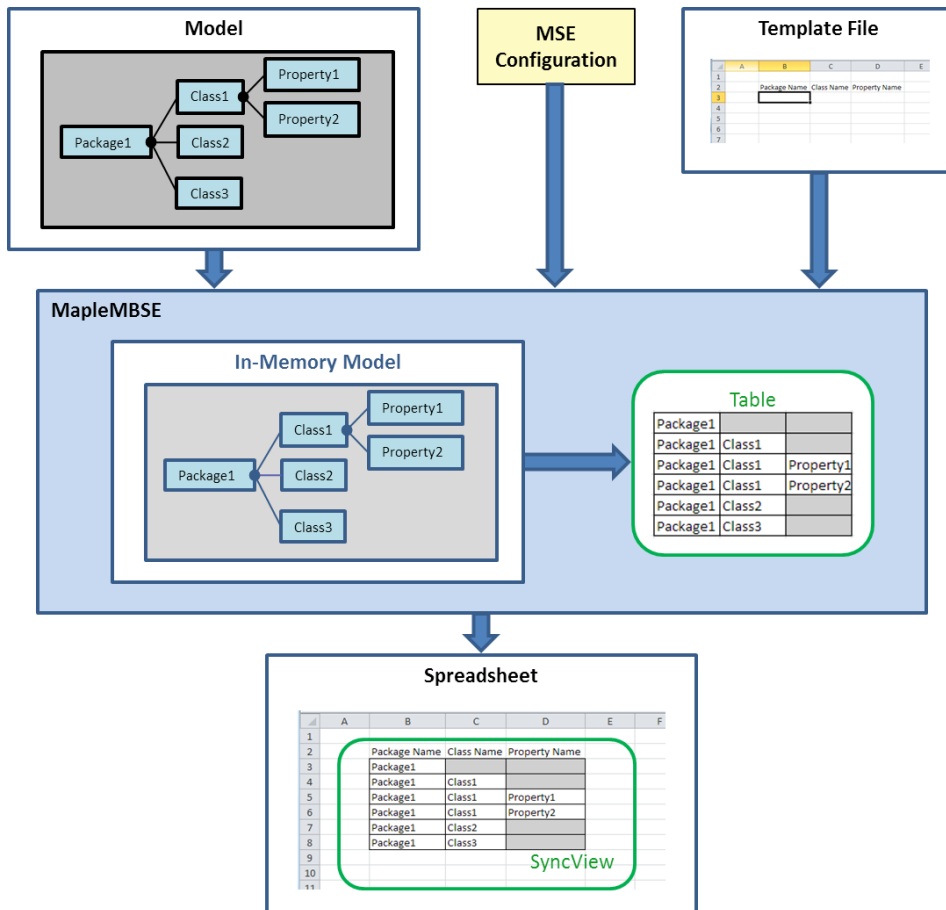 Model
Property1
Class1
Property2
Package1
Class2
Class3
MSE
Configuration
Template File
A B C D E
1
2 Package Name Class Name Property Name
3
4
5
6
7
MapleMBSE
In-Memory Model
Property1
Class1
Property2
Package1
Class2
Class3
Table
Package1
Package1 Class1
Package1 Class1 Property1
Package1 Class1 Property2
Package1 Class2
Package1 Class3
Spreadsheet
A B C D E F
1
2 Package Name Class Name Property Name
3 Package1
4 Package1 Class1
5 Package1 Class1 Property1
6 Package1 Class1 Property2
7 Package1 Class2
8 Package1 Class3
9
SyncView
10
11